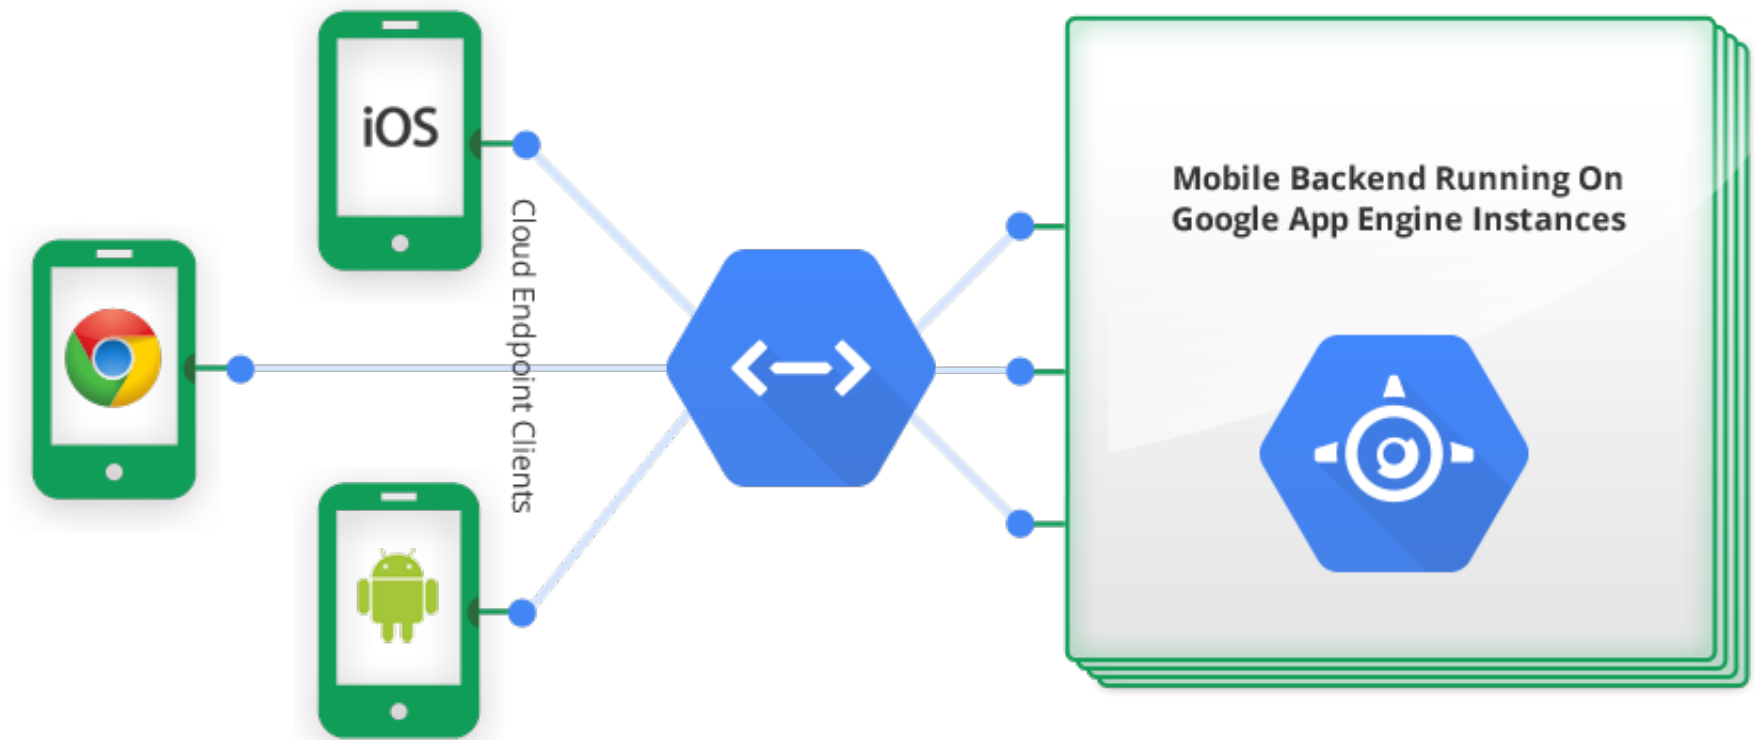 iOS
Cloud Endpoint Clients
Mobile Backend Running On
Google App Engine Instances